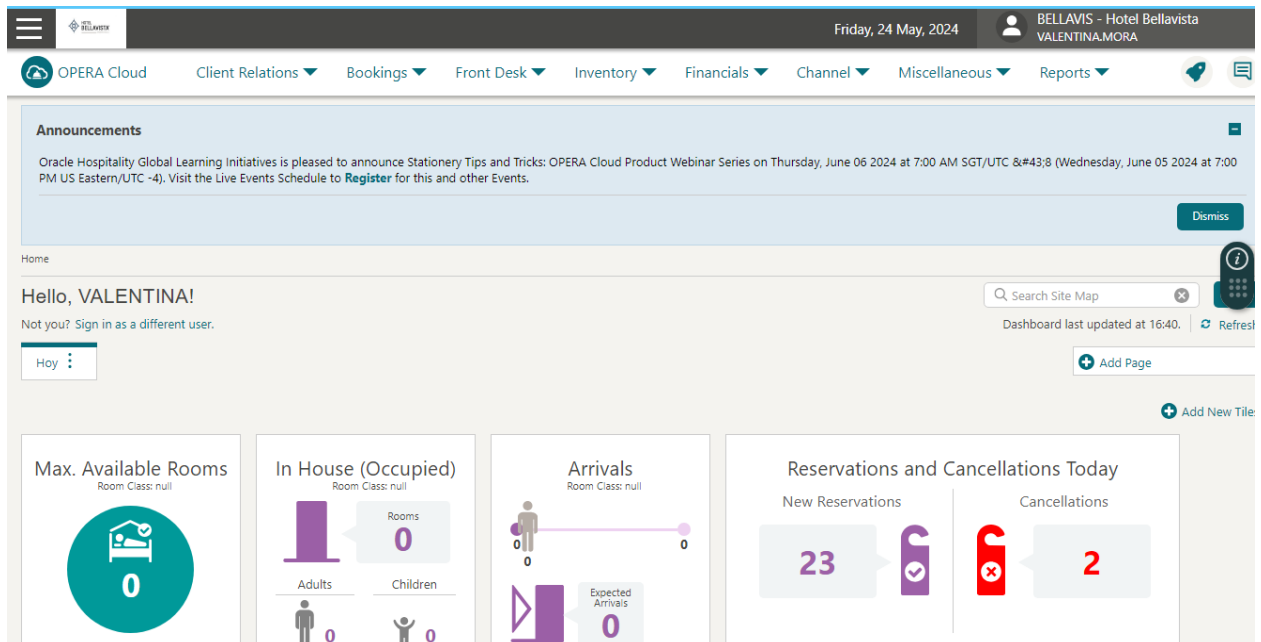 HOTEL
BELLAVISTA
Friday, 24 May, 2024
BELLAVIS - Hotel Bellavista
VALENTINA.MORA
OPERA Cloud
Client Relations
Bookings
Front Desk
Inventory
Financials
Channel
Miscellaneous
Reports
Announcements
Oracle Hospitality Global Learning Initiatives is pleased to announce Stationery Tips and Tricks: OPERA Cloud Product Webinar Series on Thursday, June 06 2024 at 7:00 AM SGT/UTC &#43;8 (Wednesday, June 05 2024 at 7:00
PM US Eastern/UTC -4). Visit the Live Events Schedule to Register for this and other Events.
Dismiss
Home
Hello, VALENTINA!
Search Site Map
Not you? Sign in as a different user.
Dashboard last updated at 16:40.
Refresh
Hoy
Add Page
Add New Tiles
Max. Available Rooms
Room Class: null
0
In House (Occupied)
Room Class: null
Rooms
0
Adults
Children
0
0
Arrivals
Room Class: null
0
0
0
Expected
Arrivals
0
Reservations and Cancellations Today
New Reservations
Cancellations
23
2